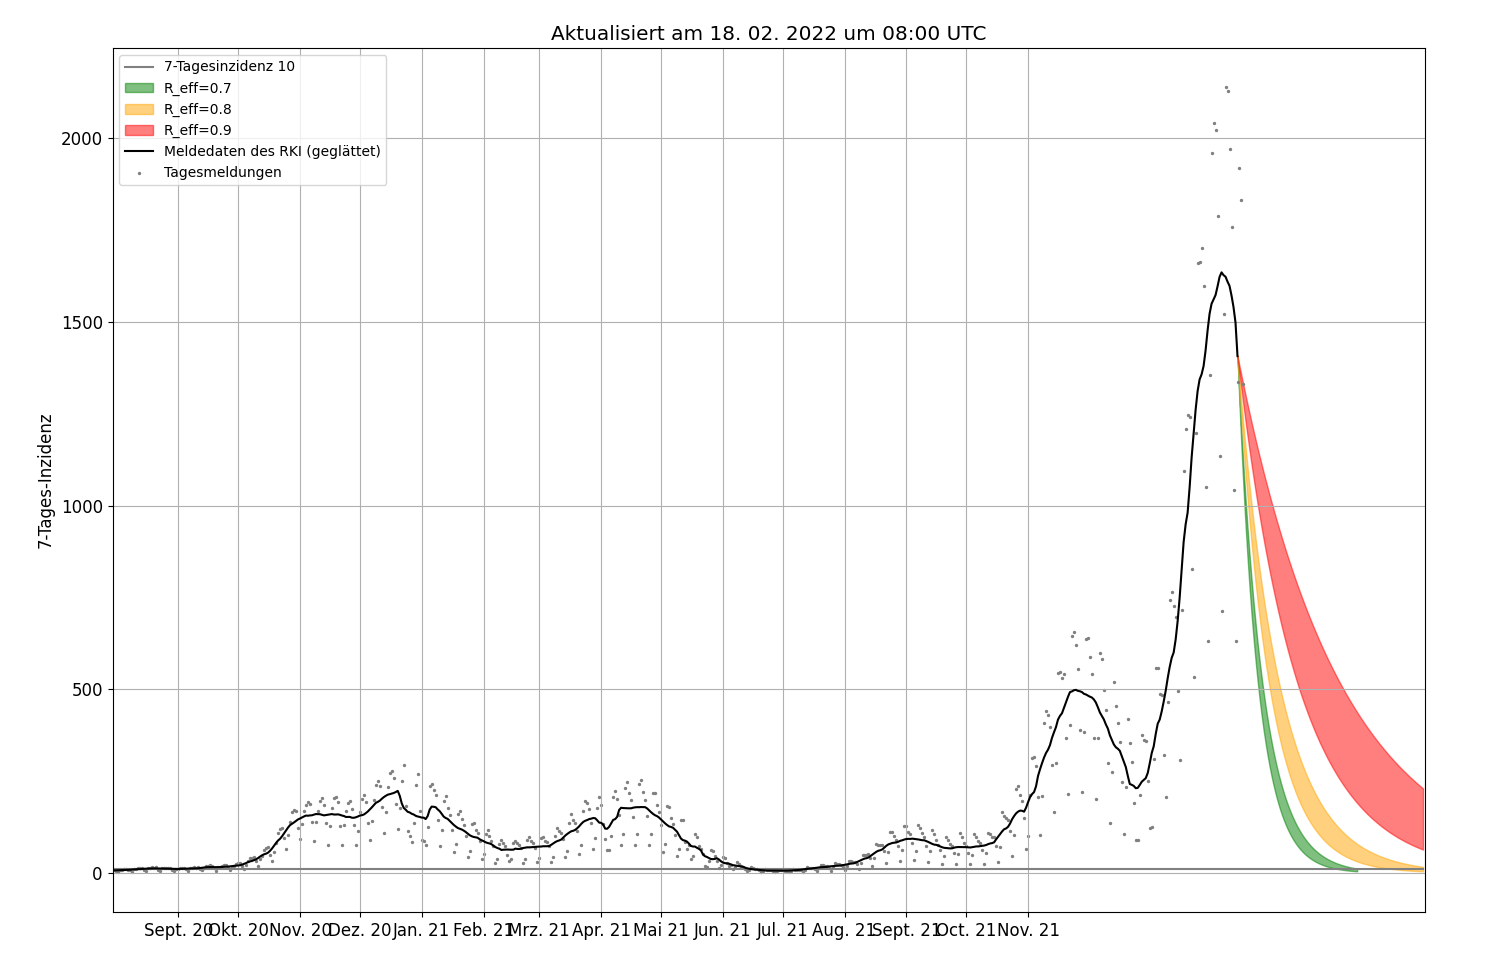 Aktualisiert am 18. 02. 2022 um 08:00 UTC
7-Tagesinzidenz 10
R_eff=0.7
R_eff=0.8
R_eff=0.9
Meldedaten des RKI (geglättet)
Tagesmeldungen
7-Tages-Inzidenz
2000
1500
1000
500
0
Sept. 20 Okt. 20 Nov. 20 Dez. 20 Jan. 21 Feb. 21 Mrz. 21 Apr. 21 Mai 21 Jun. 21 Jul. 21 Aug. 21 Sept. 21 Oct. 21 Nov. 21